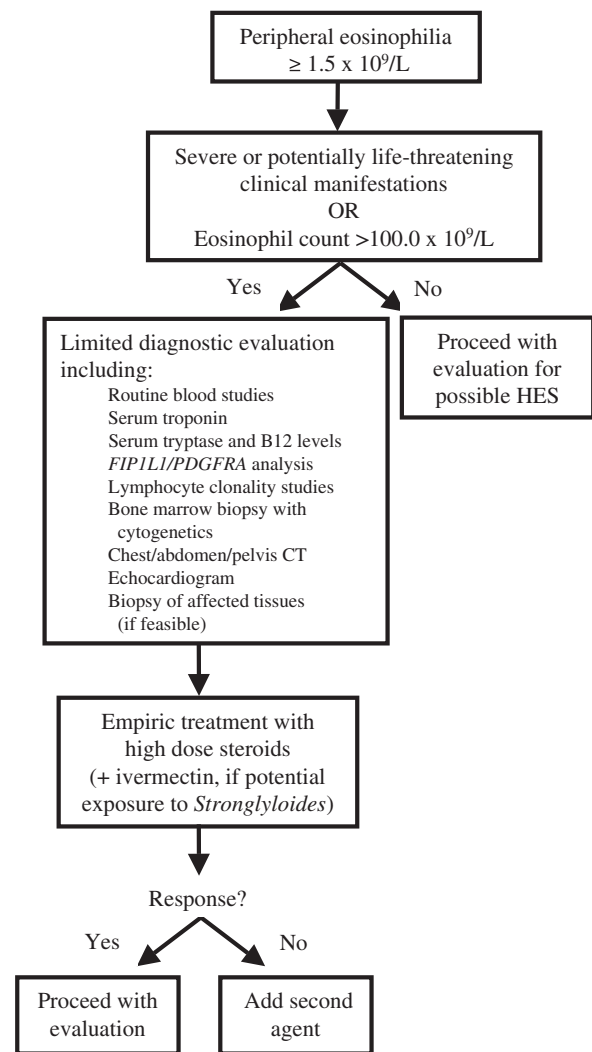 Peripheral eosinophilia
≥ 1.5 x 10⁹/L
Severe or potentially life-threatening
clinical manifestations
OR
Eosinophil count >100.0 x 10⁹/L
Yes
No
Limited diagnostic evaluation
including:
Routine blood studies
Serum troponin
Serum tryptase and B12 levels
FIP1L1/PDGFRA analysis
Lymphocyte clonality studies
Bone marrow biopsy with
cytogenetics
Chest/abdomen/pelvis CT
Echocardiogram
Biopsy of affected tissues
(if feasible)
Proceed with
evaluation for
possible HES
Empiric treatment with
high dose steroids
(+ ivermectin, if potential
exposure to Stronglyloides)
Response?
Yes
No
Proceed with
evaluation
Add second
agent